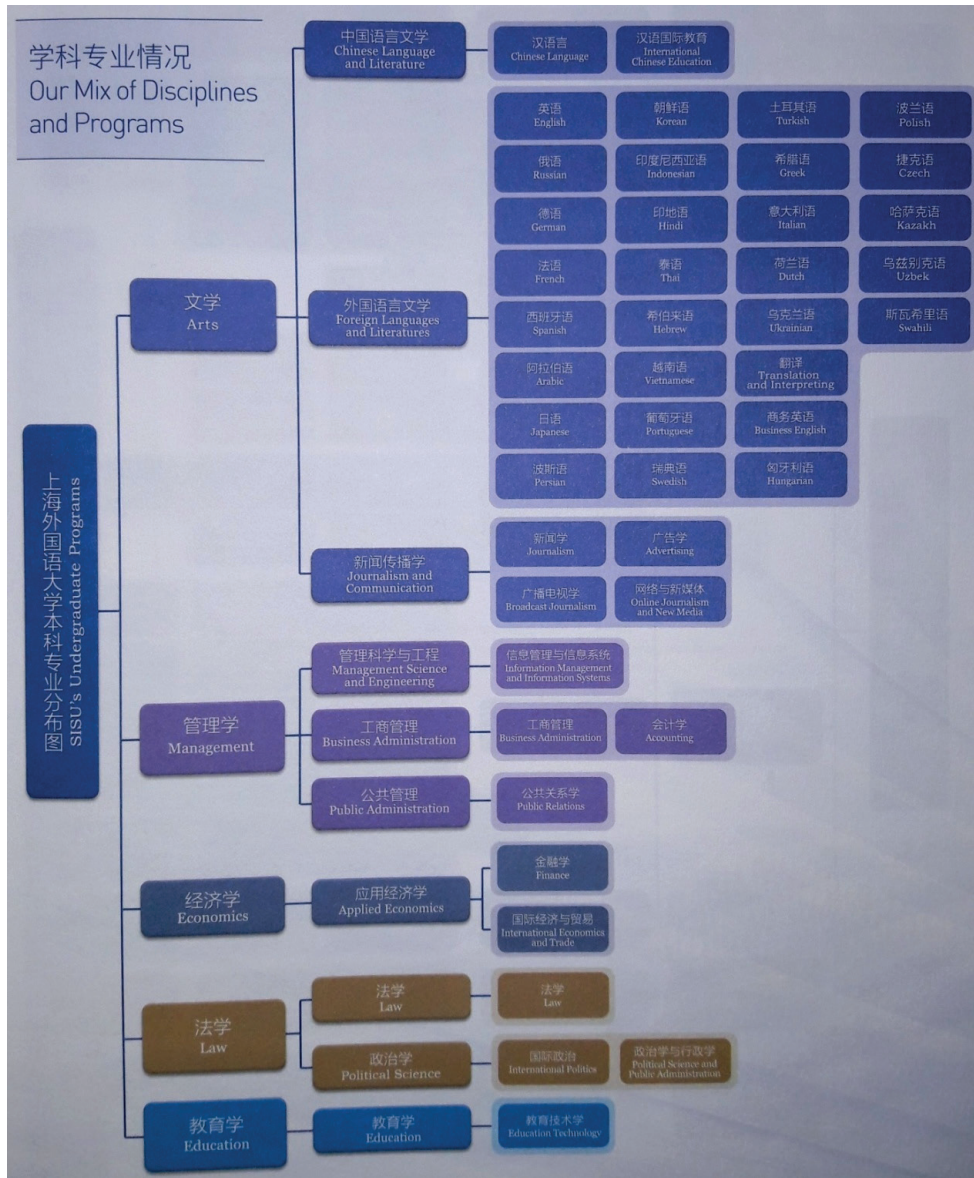 学科专业情况
Our Mix of Disciplines
and Programs
上海外国语大学本科专业分布图
SISU's Undergraduate Programs
文学
Arts
中国语言文学
Chinese Language
and Literature
汉语言
Chinese Language
汉语国际教育
International
Chinese Education
外国语言文学
Foreign Languages
and Literatures
英语
English
朝鲜语
Korean
土耳其语
Turkish
波兰语
Polish
俄语
Russian
印度尼西亚语
Indonesian
希腊语
Greek
捷克语
Czech
德语
German
印地语
Hindi
意大利语
Italian
哈萨克语
Kazakh
法语
French
泰语
Thai
荷兰语
Dutch
乌兹别克语
Uzbek
西班牙语
Spanish
希伯来语
Hebrew
乌克兰语
Ukrainian
斯瓦希里语
Swahili
阿拉伯语
Arabic
越南语
Vietnamese
翻译
Translation
and Interpreting
日语
Japanese
葡萄牙语
Portuguese
商务英语
Business English
波斯语
Persian
瑞典语
Swedish
匈牙利语
Hungarian
新闻传播学
Journalism and
Communication
新闻学
Journalism
广告学
Advertising
广播电视学
Broadcast Journalism
网络与新媒体
Online Journalism
and New Media
管理学
Management
管理科学与工程
Management Science
and Engineering
信息管理与信息系统
Information Management
and Information Systems
工商管理
Business Administration
工商管理
Business Administration
会计学
Accounting
公共管理
Public Administration
公共关系学
Public Relations
经济学
Economics
应用经济学
Applied Economics
金融学
Finance
国际经济与贸易
International Economics
and Trade
法学
Law
法学
Law
法学
Law
政治学
Political Science
国际政治
International Politics
政治学与行政学
Political Science and
Public Administration
教育学
Education
教育学
Education
教育技术学
Education Technology